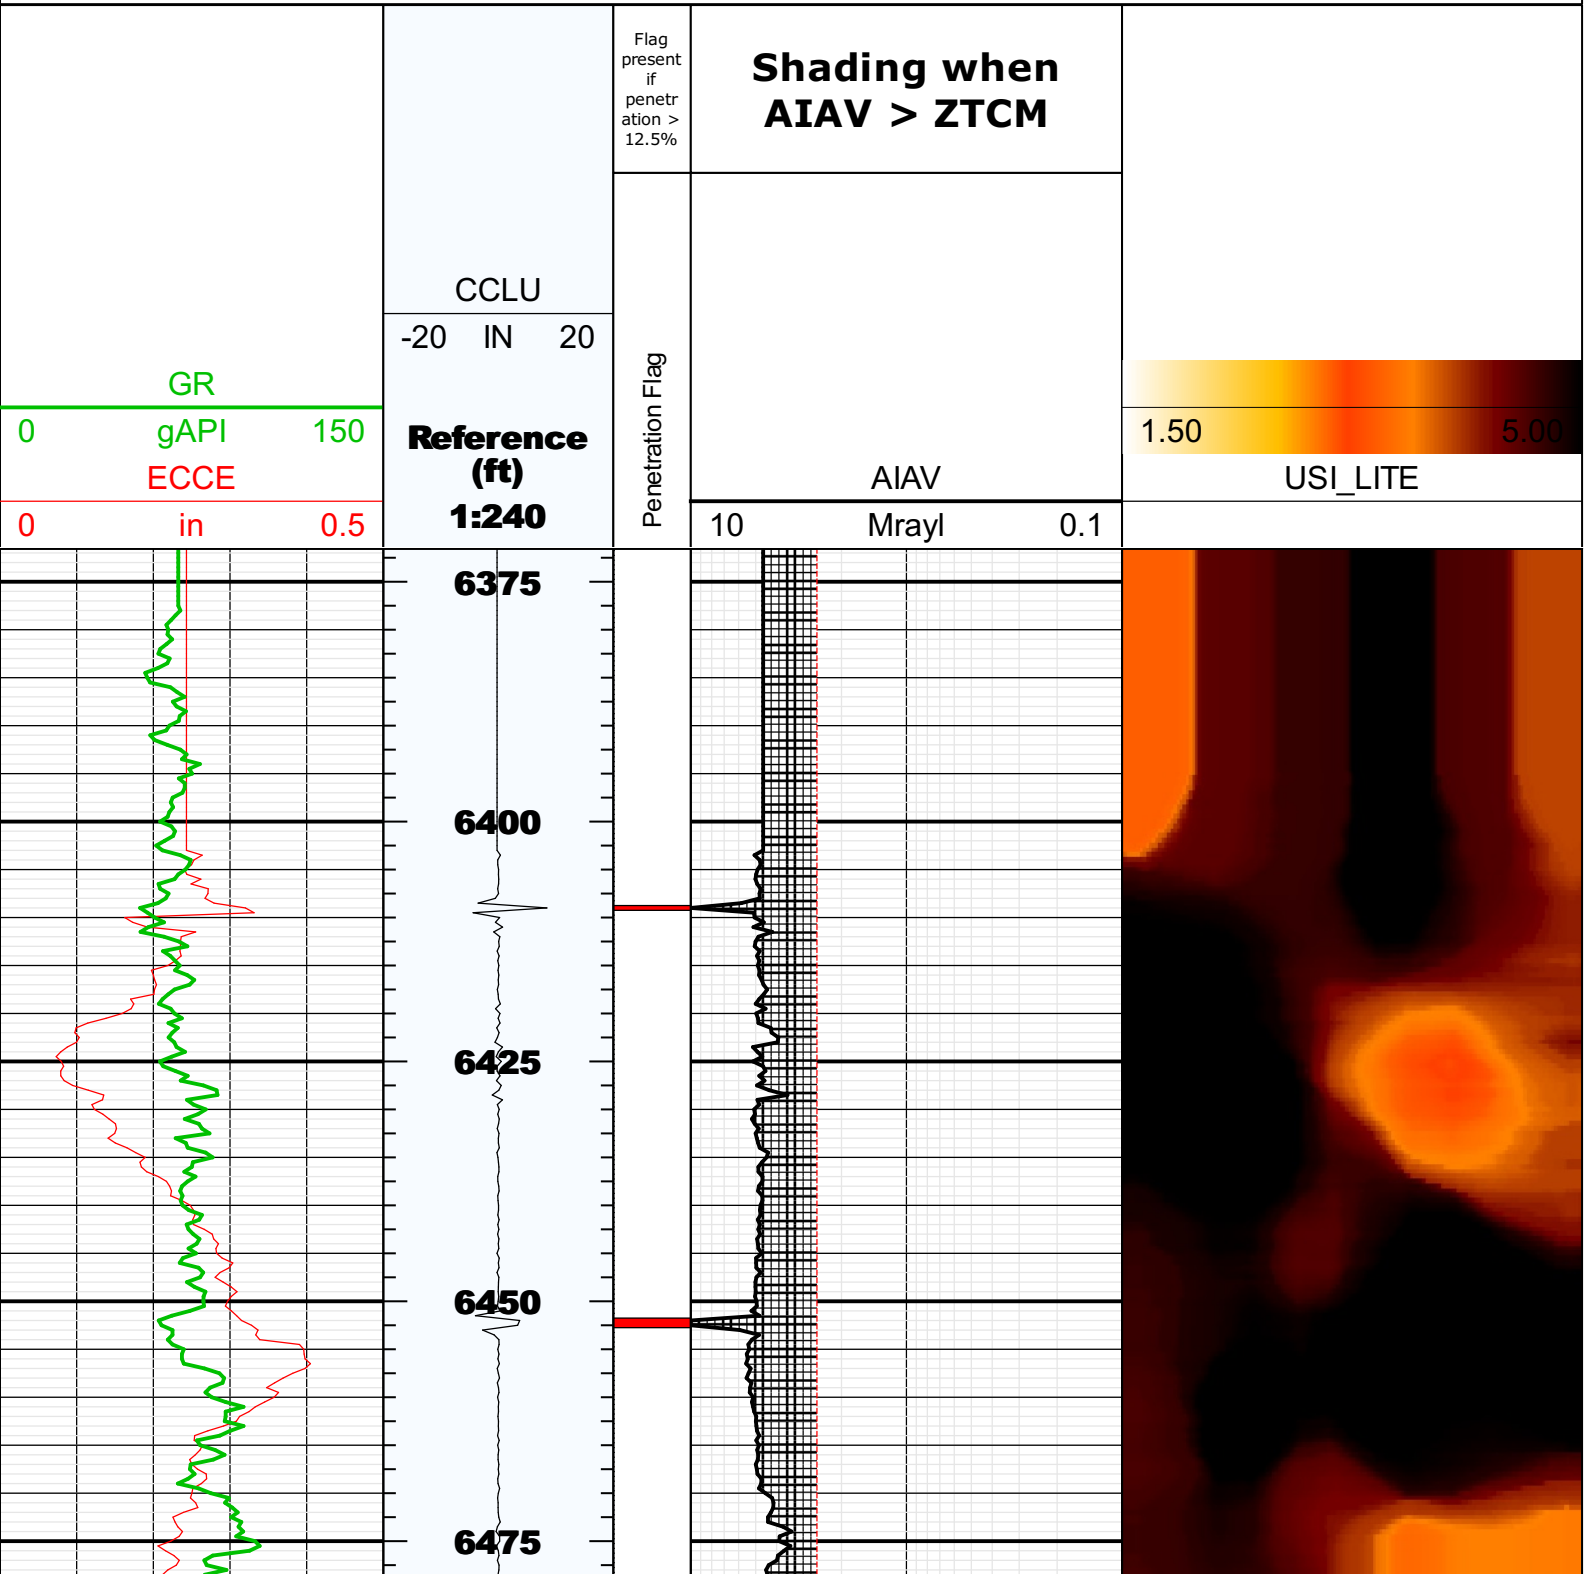 Flag
present
if
penetr
ation >
12.5%
Shading when
AIAV > ZTCM
CCLU
-20 IN 20
GR
0 gAPI 150
ECCE
0 in 0.5
Reference
(ft)
1:240
Penetration Flag
AIAV
10 Mrayl 0.1
1.50 5.00
USI_LITE
6375
6400
6425
6450
6475